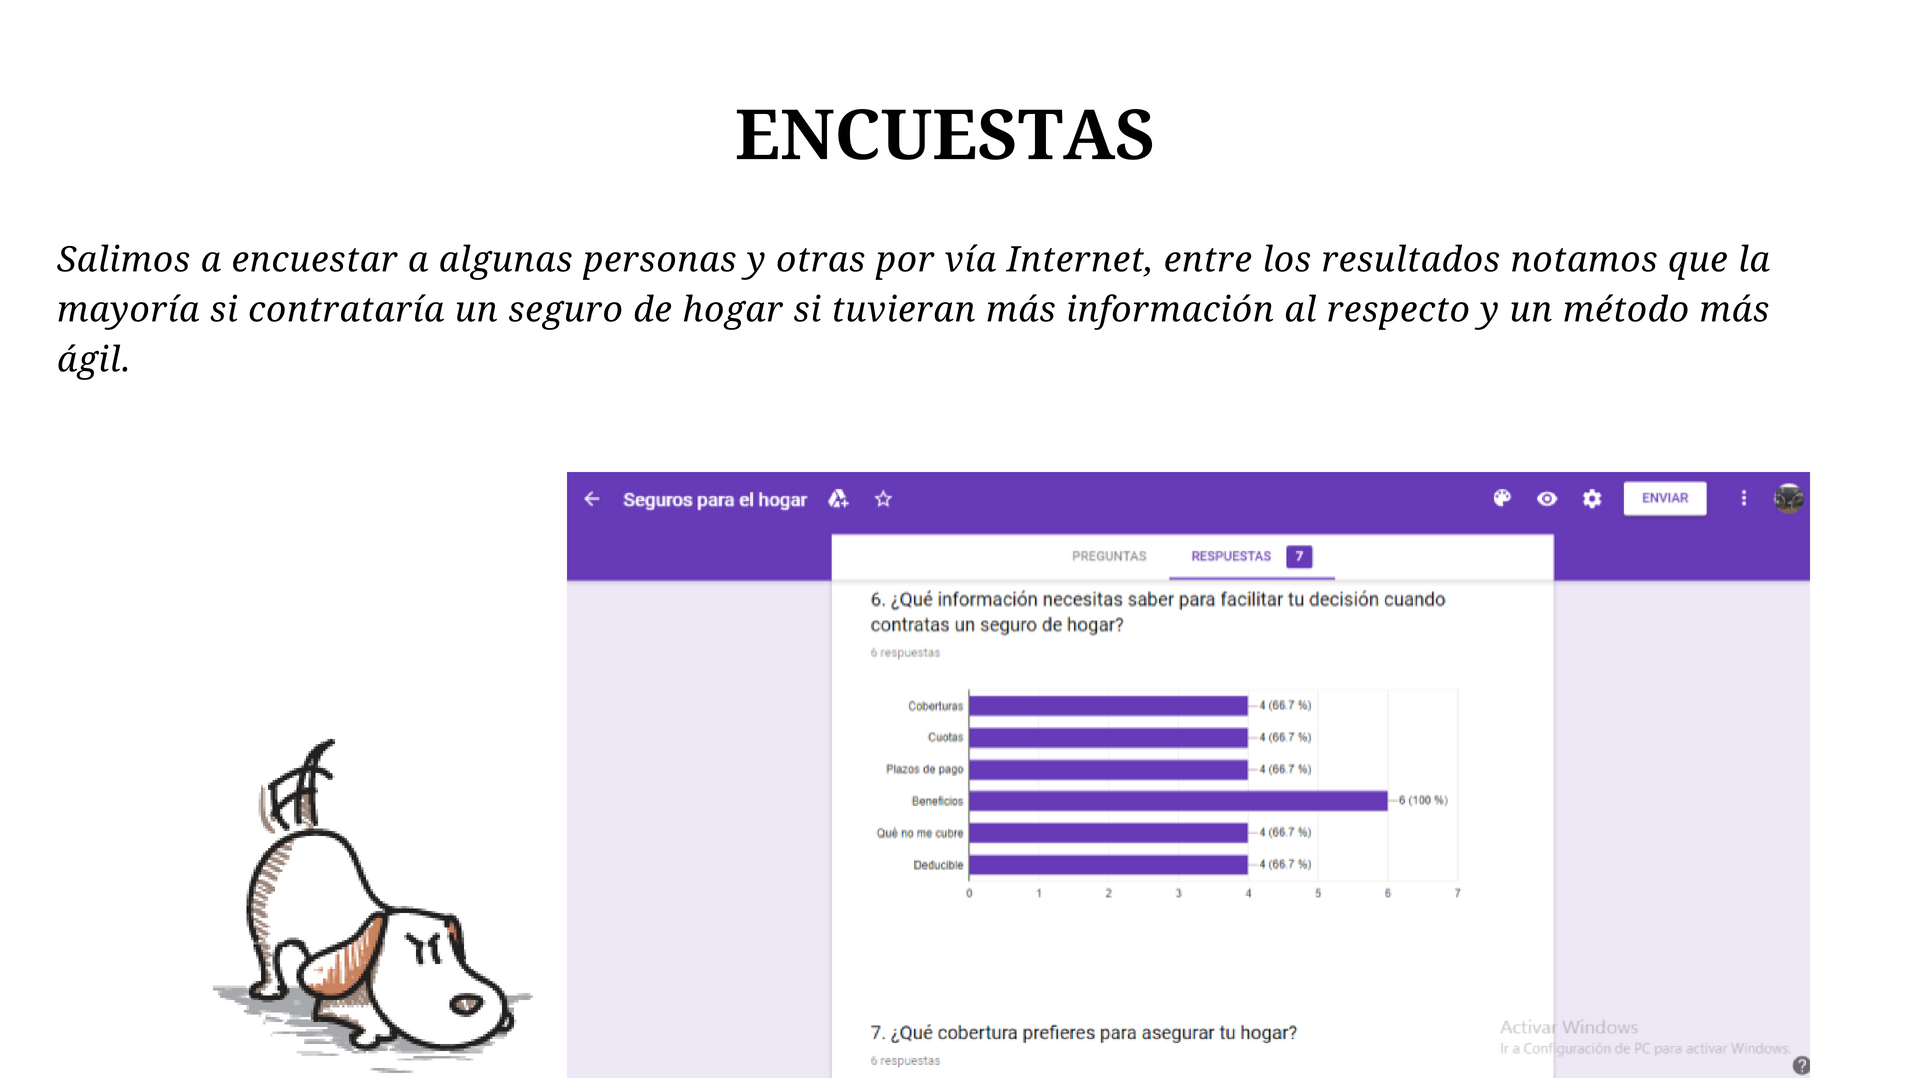 ENCUESTAS
Salimos a encuestar a algunas personas y otras por vía Internet, entre los resultados notamos que la
mayoría si contrataría un seguro de hogar si tuvieran más información al respecto y un método más
ágil.
Seguros para el hogar
ENVIAR
PREGUNTAS RESPUESTAS 7
6. ¿Qué información necesitas saber para facilitar tu decisión cuando
contratas un seguro de hogar?
6 respuestas
Coberturas 4 (66.7 %)
Cuotas 4 (66.7 %)
Plazos de pago 4 (66.7 %)
Beneficios 6 (100 %)
Qué no me cubre 4 (66.7 %)
Deducible 4 (66.7 %)
0 1 2 3 4 5 6 7
7. ¿Qué cobertura prefieres para asegurar tu hogar?
6 respuestas
Activar Windows
Ir a Configuración de PC para activar Windows.